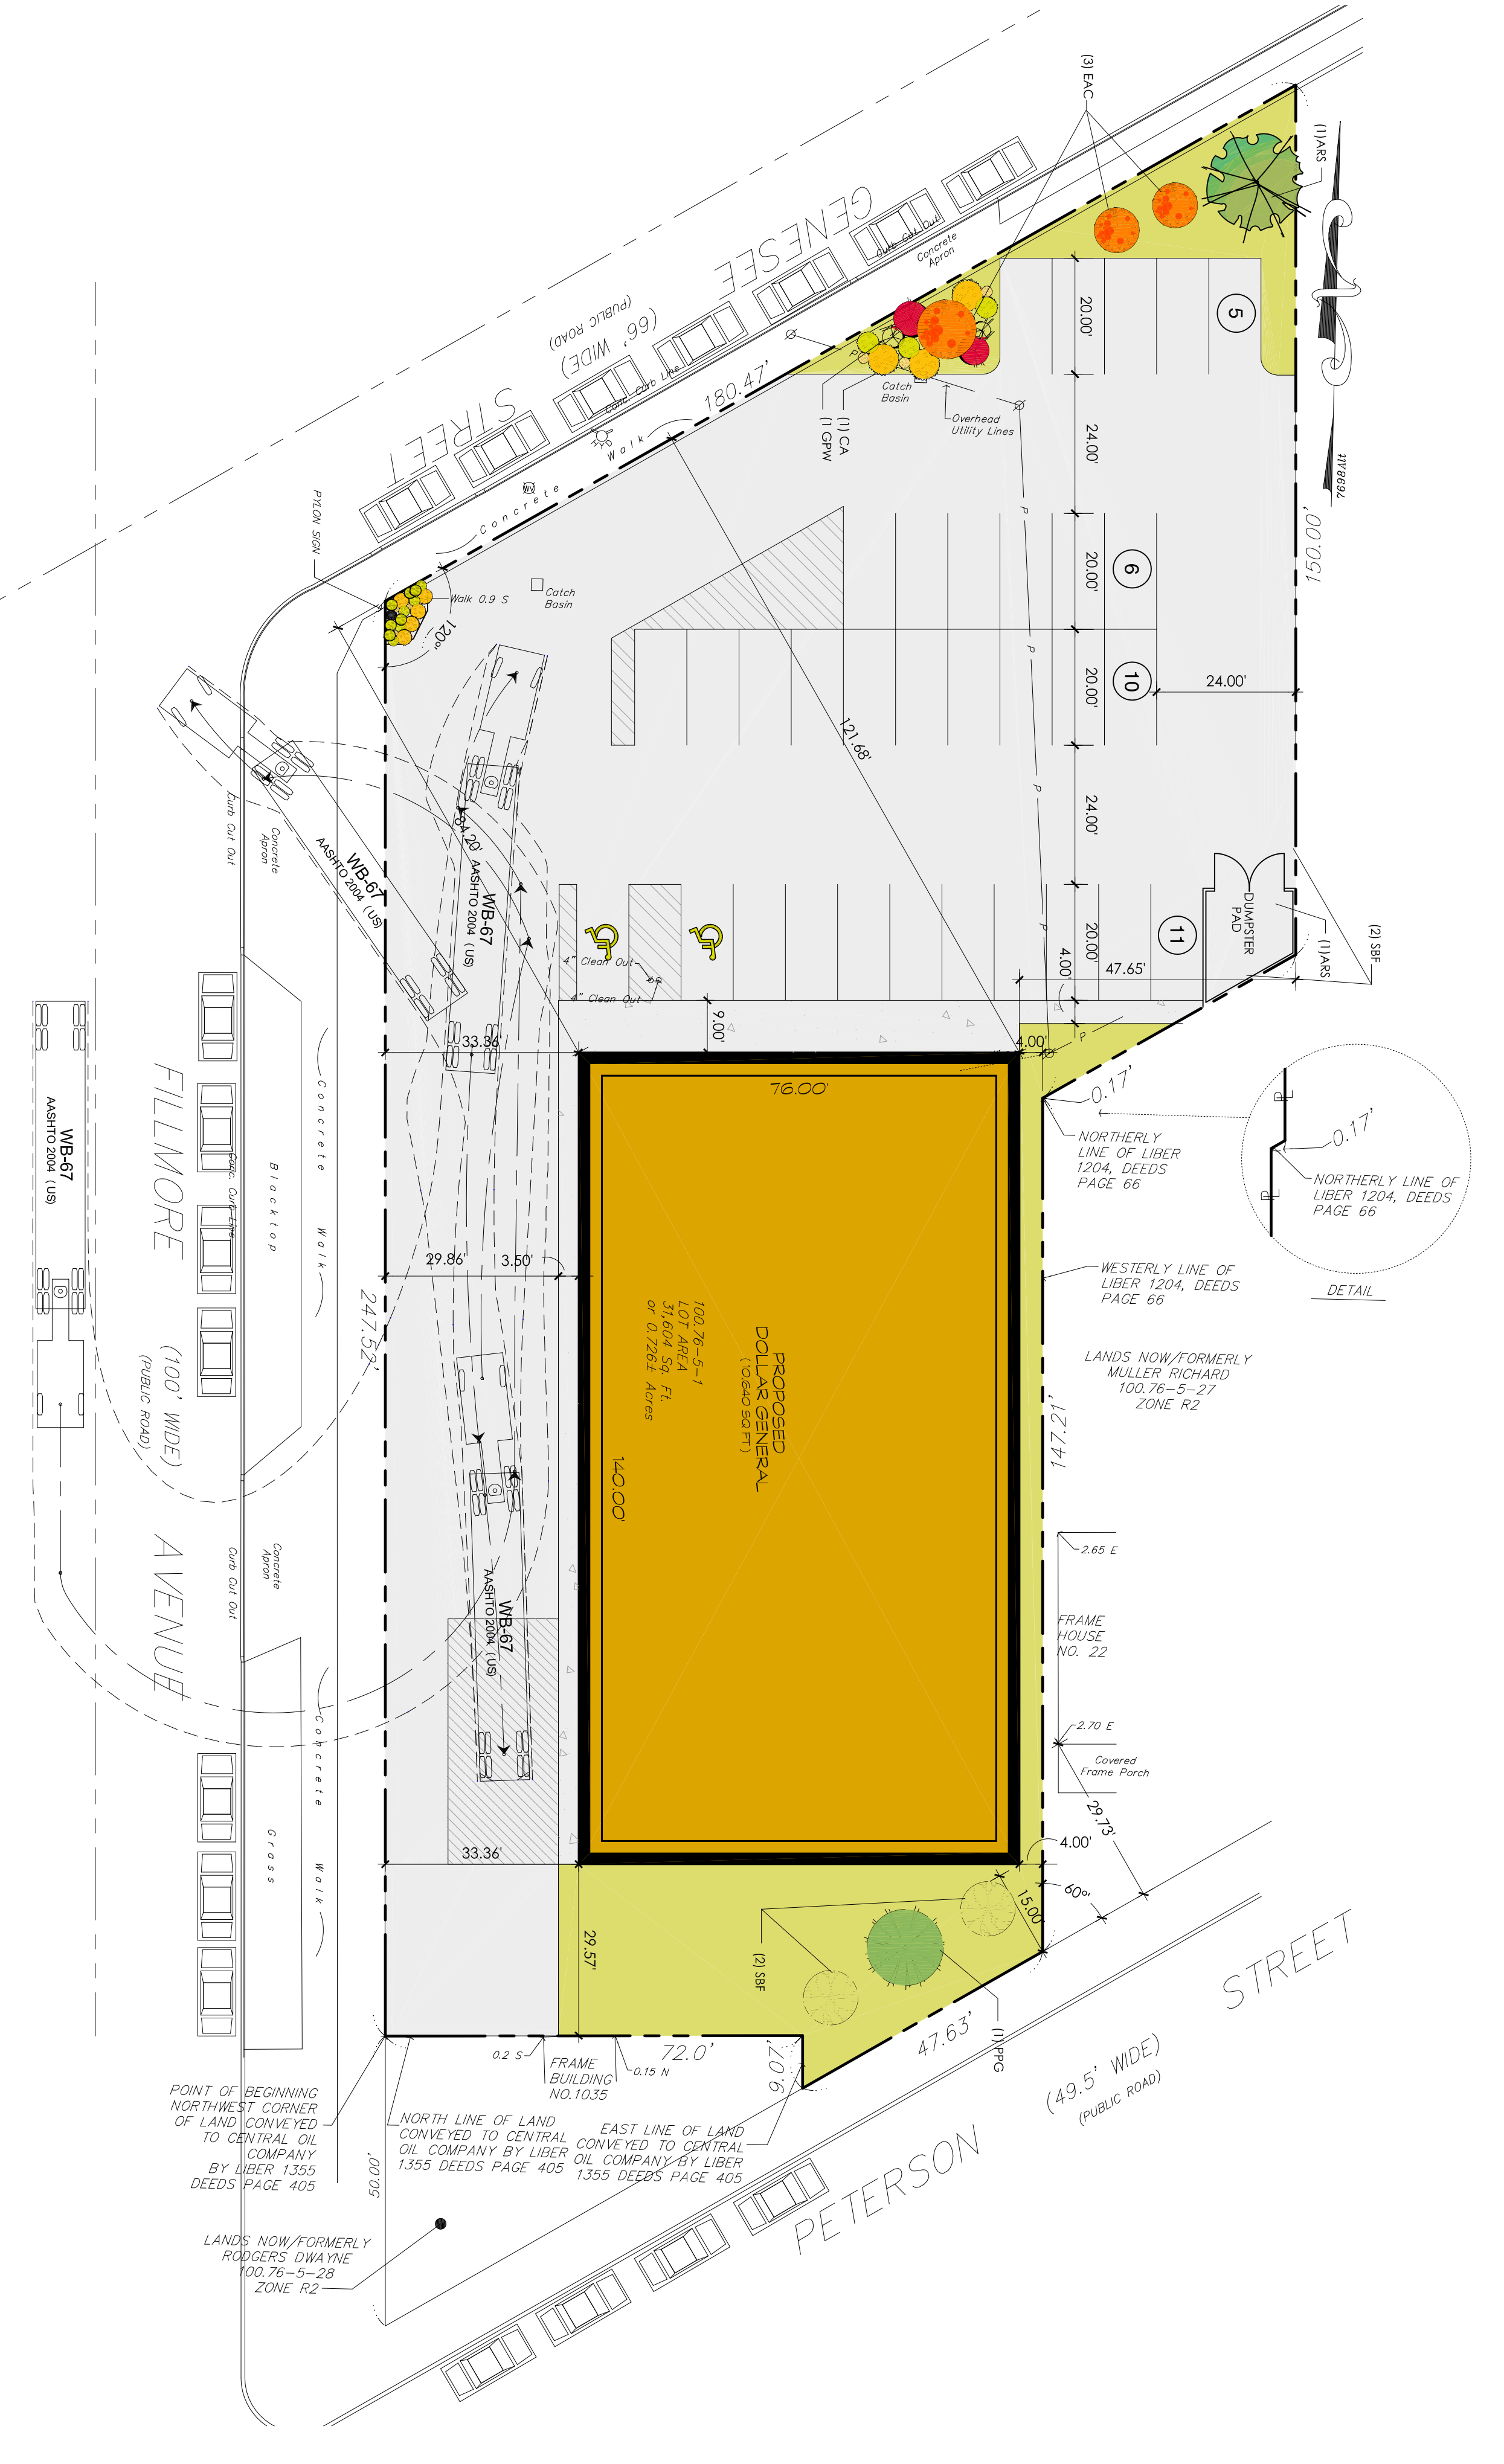 (3) EAC
(1)ARS
GENESEE
STREET
(66' WIDE)
(PUBLIC ROAD)
Curb Cut Out
Concrete
Apron
Conc. Curb Line
180.47'
Concrete
Walk
20.00'
5
P
Catch
Basin
Overhead
Utility Lines
(1) CA
(1 GPW
24.00'
150.00'
PYLON SIGN
WV
Walk 0.9 S
120°
Catch
Basin
P
20.00'
6
P
20.00'
10
24.00'
121.68'
P
24.00'
84.20'
WB-67
AASHTO 2004 (US)
WB-67
AASHTO 2004 (US)
Curb Cut Out
Concrete
Apron
DUMPSTER
PAD
(2) SBF
(1)ARS
11
20.00'
P
4.00'
47.65'
4" Clean Out
4" Clean Out
9.00'
33.36'
4.00'
P
76.00'
0.17'
NORTHERLY
LINE OF LIBER
1204, DEEDS
PAGE 66
0.17'
NORTHERLY LINE OF
LIBER 1204, DEEDS
PAGE 66
DETAIL
WB-67
AASHTO 2004 (US)
FILLMORE
AVENUE
(100' WIDE)
(PUBLIC ROAD)
Conc. Curb Line
Blacktop
Concrete Walk
247.52'
29.86'
3.50'
WESTERLY LINE OF
LIBER 1204, DEEDS
PAGE 66
LANDS NOW/FORMERLY
MULLER RICHARD
100.76-5-27
ZONE R2
147.21'
PROPOSED
DOLLAR GENERAL
(10,640 SQ.FT.)
100.76-5-1
LOT AREA
31,604 Sq. Ft.
or 0.726± Acres
140.00'
2.65 E
FRAME
HOUSE
NO. 22
2.70 E
Covered
Frame Porch
29.73'
WB-67
AASHTO 2004 (US)
Curb Cut Out
Concrete
Apron
Concrete Walk
Grass
33.36'
4.00'
60°
15.00'
29.57'
(2) SBF
(1)PPG
47.63'
STREET
PETERSON
(49.5' WIDE)
(PUBLIC ROAD)
72.0'
9.07'
0.2 S
FRAME
BUILDING
NO.1035
0.15 N
POINT OF BEGINNING
NORTHWEST CORNER
OF LAND CONVEYED
TO CENTRAL OIL
COMPANY
BY LIBER 1355
DEEDS PAGE 405
NORTH LINE OF LAND
CONVEYED TO CENTRAL
OIL COMPANY BY LIBER
1355 DEEDS PAGE 405
EAST LINE OF LAND
CONVEYED TO CENTRAL
OIL COMPANY BY LIBER
1355 DEEDS PAGE 405
50.00'
LANDS NOW/FORMERLY
RODGERS DWAYNE
100.76-5-28
ZONE R2